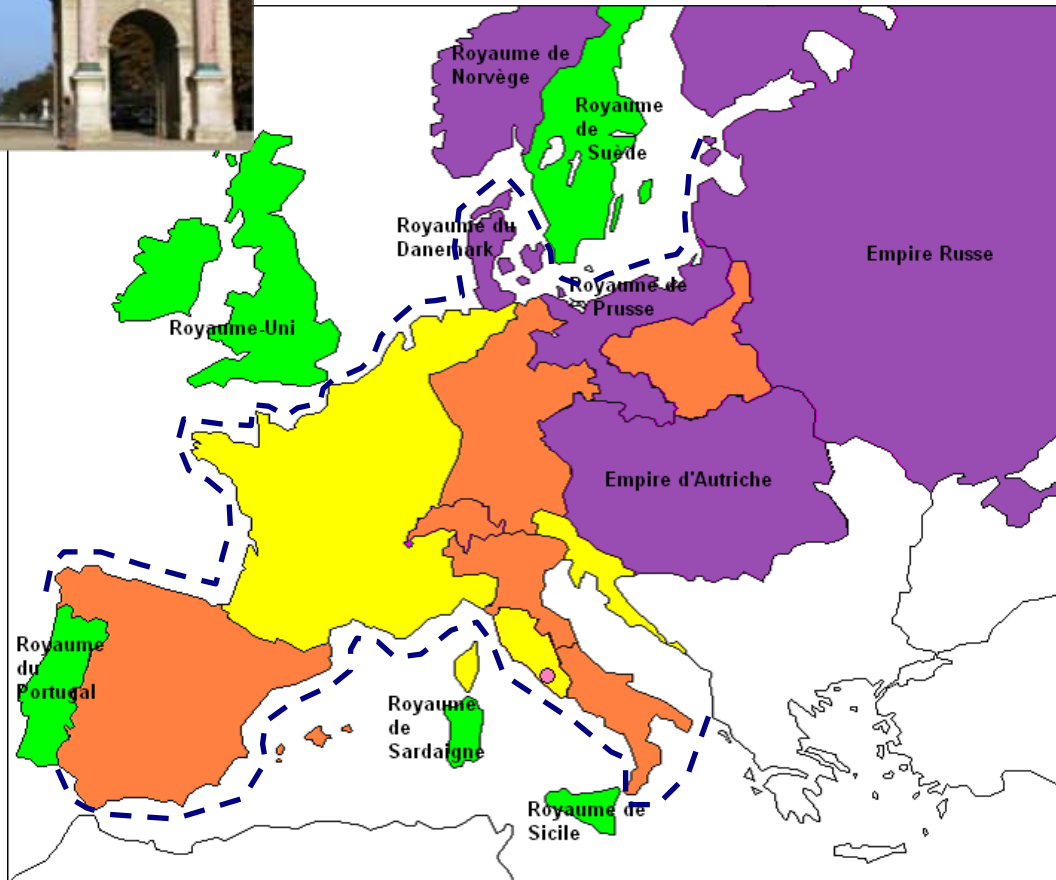 Royaume de
Norvège
Royaume
de
Suède
Royaume du
Danemark
Empire Russe
Royaume de
Prusse
Royaume-Uni
Empire d'Autriche
Royaume
du
Portugal
Royaume
de
Sardaigne
Royaume de
Sicile